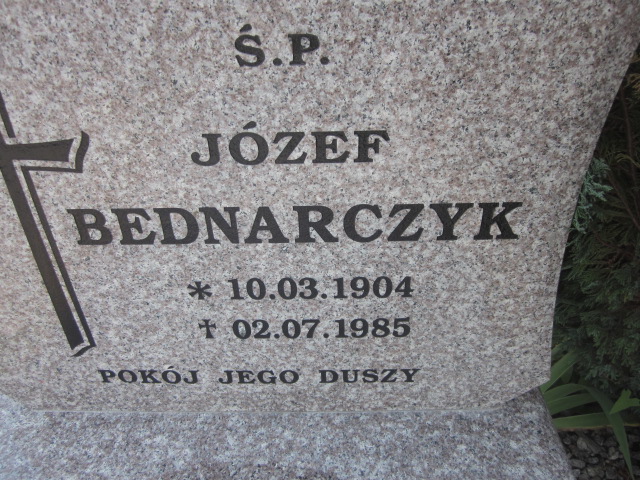 Ś.P.
JÓZEF
BEDNARCZYK
* 10.03.1904
† 02.07.1985
POKÓJ JEGO DUSZY